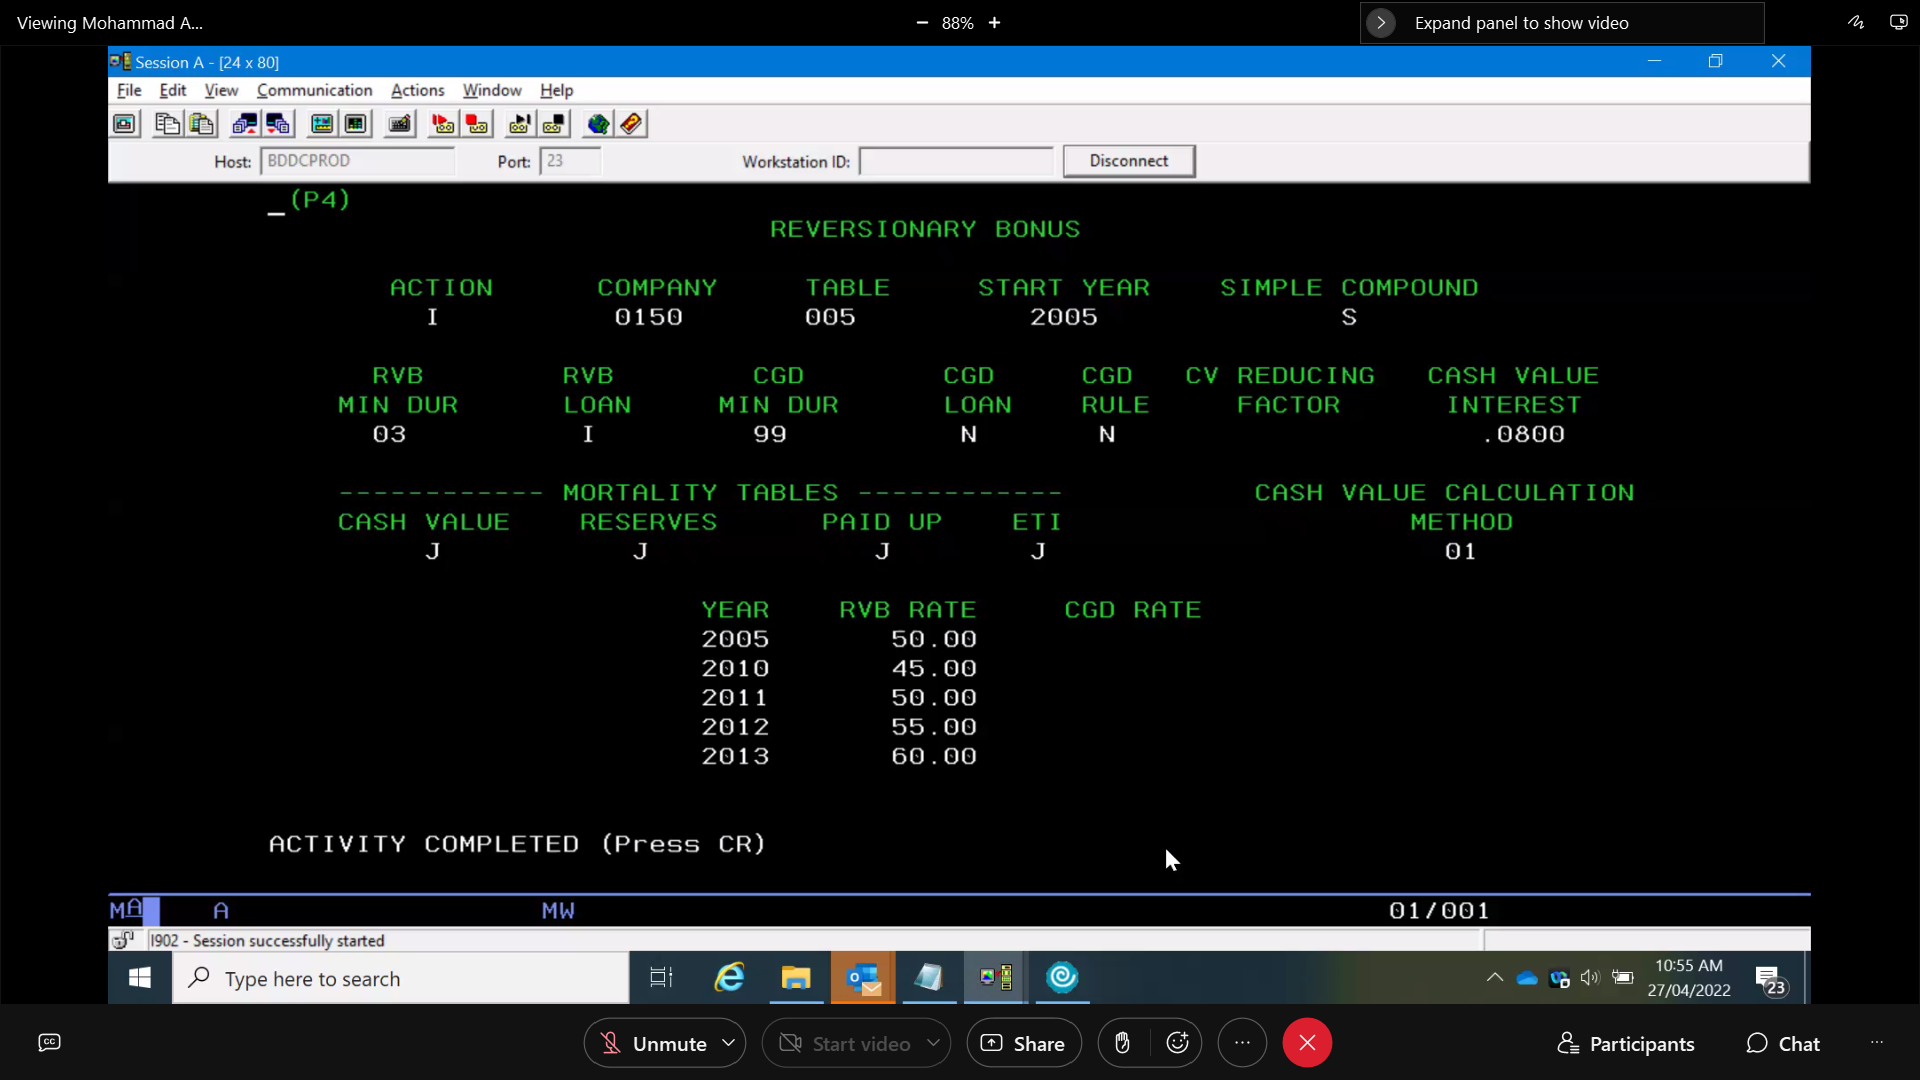 Viewing Mohammad A...
88%
Expand panel to show video
Session A - [24 x 80]
File Edit View Communication Actions Window Help
Host: BDDCPROD Port: 23 Workstation ID: Disconnect
_(P4)
REVERSIONARY BONUS
ACTION COMPANY TABLE START YEAR SIMPLE COMPOUND
I 0150 005 2005 S
RVB RVB CGD CGD CGD CV REDUCING CASH VALUE
MIN DUR LOAN MIN DUR LOAN RULE FACTOR INTEREST
03 I 99 N N .0800
------------ MORTALITY TABLES ------------ CASH VALUE CALCULATION
CASH VALUE RESERVES PAID UP ETI METHOD
J J J J 01
YEAR RVB RATE CGD RATE
2005 50.00
2010 45.00
2011 50.00
2012 55.00
2013 60.00
ACTIVITY COMPLETED (Press CR)
MA A MW 01/001
I902 - Session successfully started
Type here to search
10:55 AM
27/04/2022
23
CC Unmute Start video Share Participants Chat